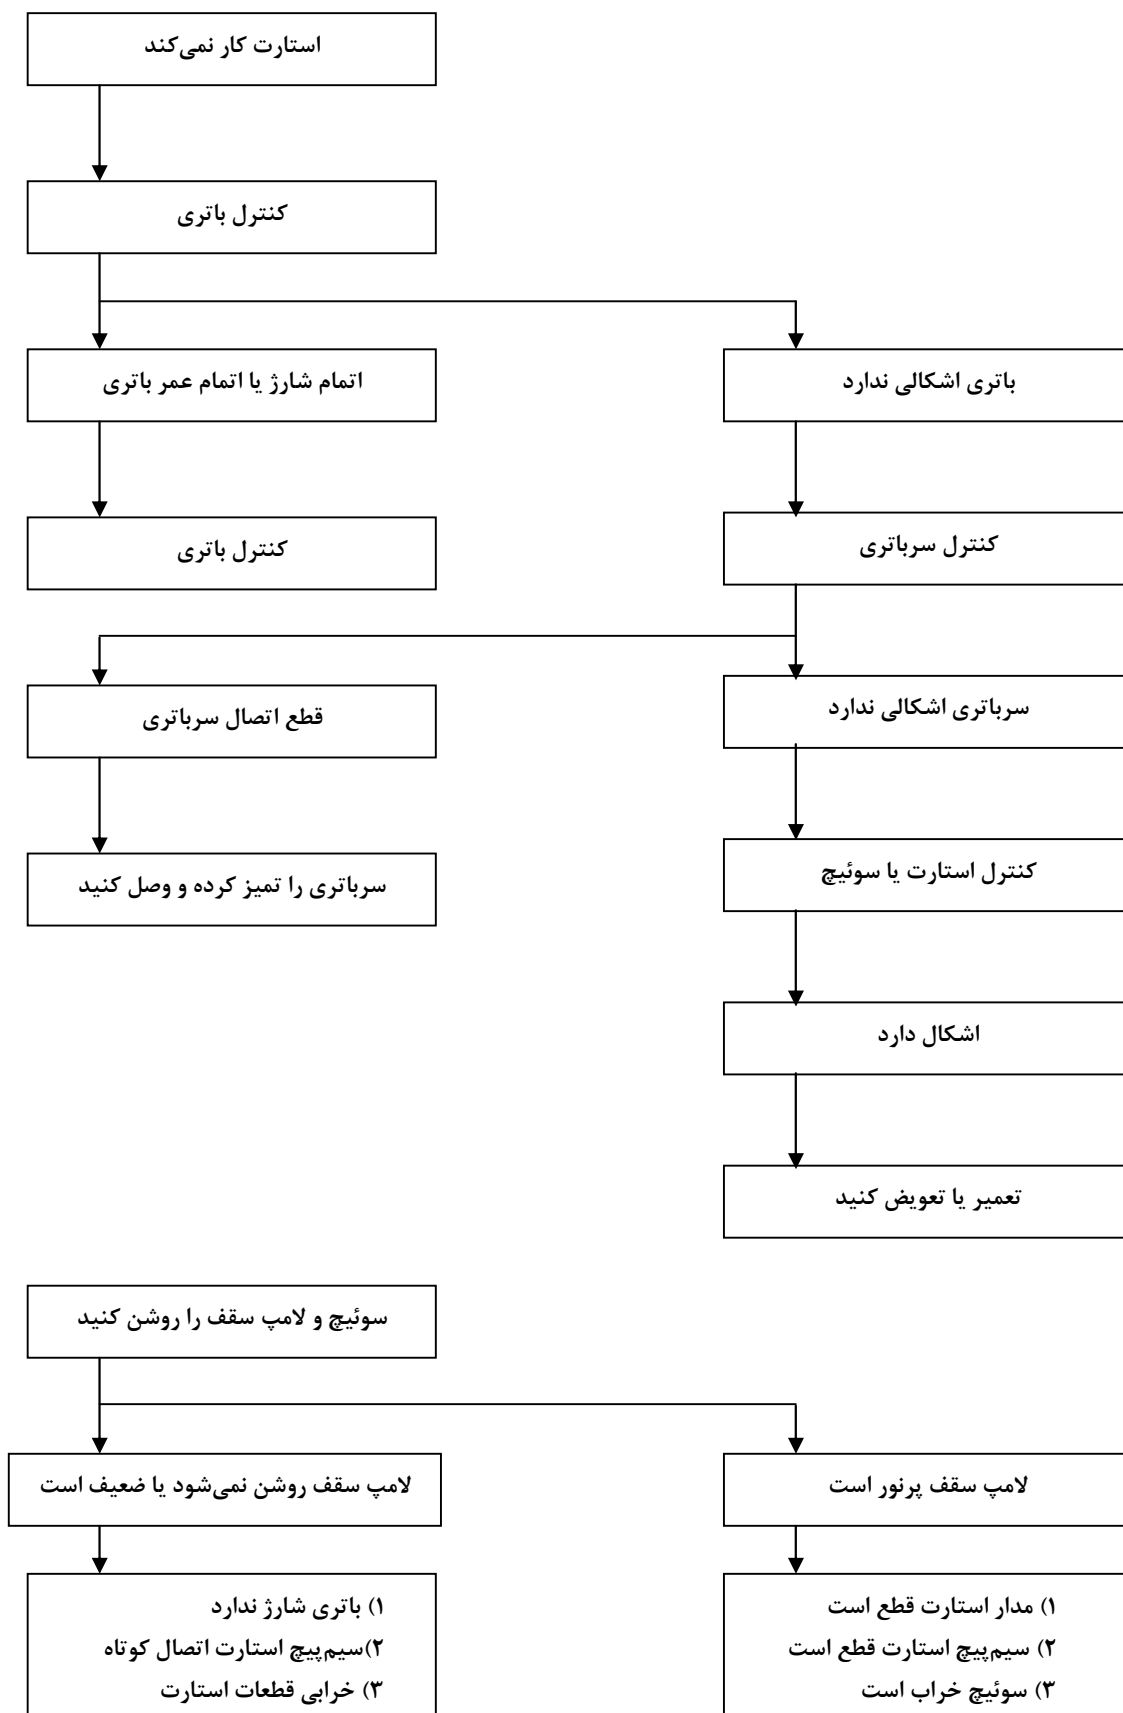 استارت کار نمی‌کند
کنترل باتری
باتری اشکالی ندارد
اتمام شارژ یا اتمام عمر باتری
کنترل سرباتری
کنترل باتری
سرباتری اشکالی ندارد
قطع اتصال سرباتری
کنترل استارت یا سوئیچ
سرباتری را تمیز کرده و وصل کنید
اشکال دارد
تعمیر یا تعویض کنید
سوئیچ و لامپ سقف را روشن کنید
لامپ سقف پرنور است
لامپ سقف روشن نمی‌شود یا ضعیف است
۱) مدار استارت قطع است
۲) سیم‌پیچ استارت قطع است
۳) سوئیچ خراب است
۱) باتری شارژ ندارد
۲)سیم‌پیچ استارت اتصال کوتاه
۳) خرابی قطعات استارت